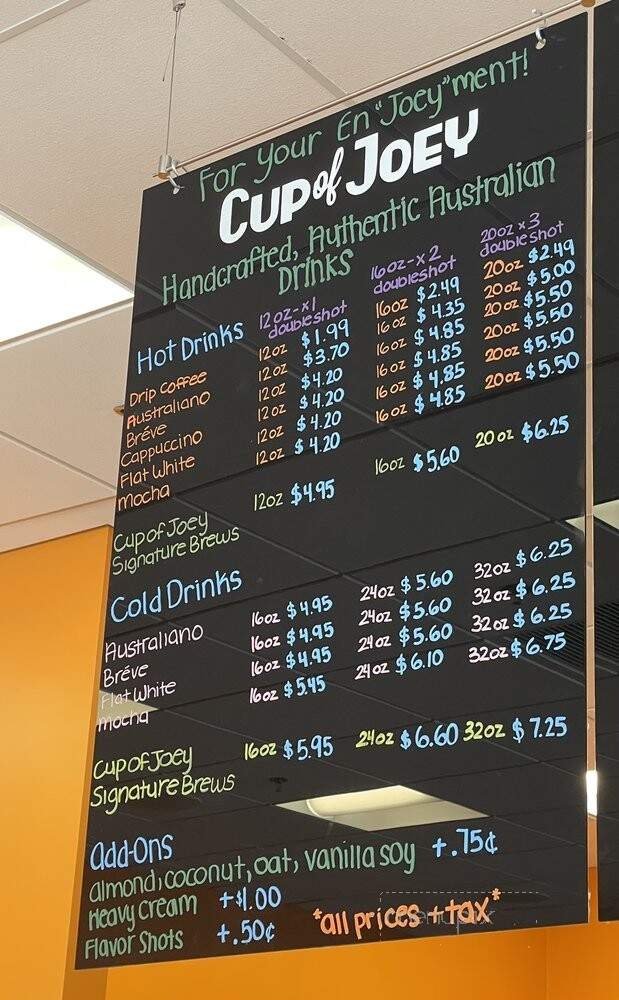 For Your En"Joey"ment!
CUP of JOEY
Handcrafted, Authentic Australian
Drinks
Hot Drinks 12oz-x1 doubleshot 16oz-x2 doubleshot 20oz x3 doubleshot
Drip Coffee 12oz $1.99 16oz $2.49 20oz $2.49
Australiano 12oz $3.70 16oz $4.35 20oz $5.00
Bréve 12oz $4.20 16oz $4.85 20oz $5.50
Cappuccino 12oz $4.20 16oz $4.85 20oz $5.50
Flat White 12oz $4.20 16oz $4.85 20oz $5.50
mocha 12oz $4.20 16oz $4.85 20oz $5.50
Cup of Joey 12oz $4.95 16oz $5.60 20oz $6.25
Signature Brews
Cold Drinks
Australiano 16oz $4.95 24oz $5.60 32oz $6.25
Bréve 16oz $4.95 24oz $5.60 32oz $6.25
Flat White 16oz $4.95 24oz $5.60 32oz $6.25
mocha 16oz $5.45 24oz $6.10 32oz $6.75
Cup of Joey 16oz $5.95 24oz $6.60 32oz $7.25
Signature Brews
Add-Ons
almond, coconut, oat, vanilla soy +.75¢
Heavy Cream +$1.00
Flavor Shots +.50¢
*all prices + tax*